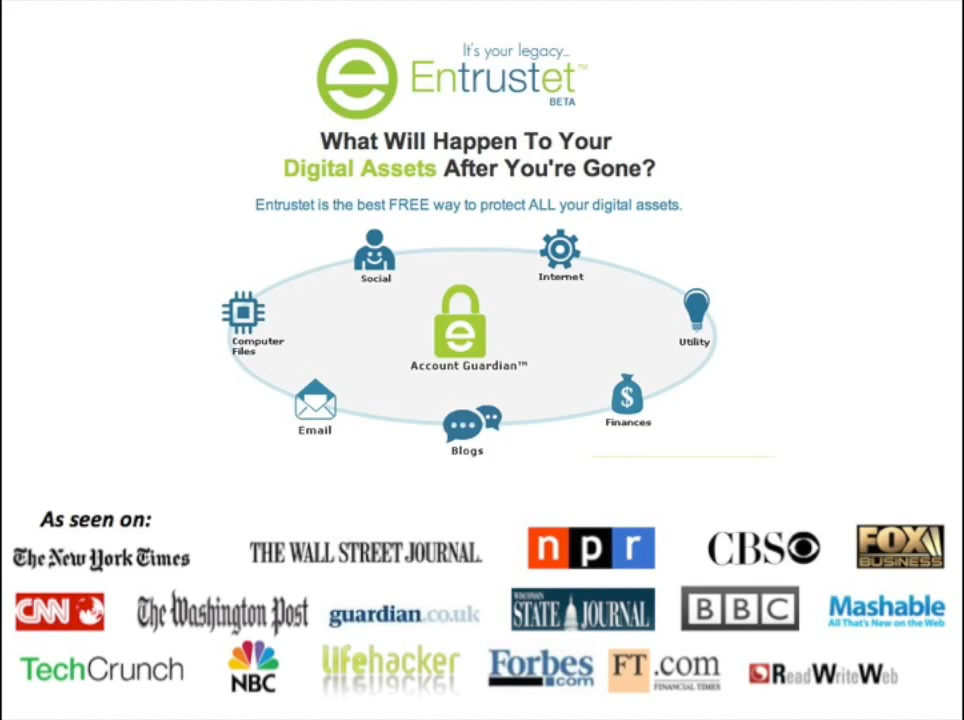 It's your legacy...
Entrustet™
BETA
What Will Happen To Your
Digital Assets After You're Gone?
Entrustet is the best FREE way to protect ALL your digital assets.
Social
Internet
Computer
Files
Utility
Account Guardian™
Email
Finances
Blogs
As seen on:
The New York Times
THE WALL STREET JOURNAL.
npr
CBS
FOX
BUSINESS
CNN
The Washington Post
guardian.co.uk
WISCONSIN
STATE JOURNAL
BBC
Mashable
All That's New on the Web
TechCrunch
NBC
lifehacker
Forbes
.com
FT.com
FINANCIAL TIMES
ReadWriteWeb